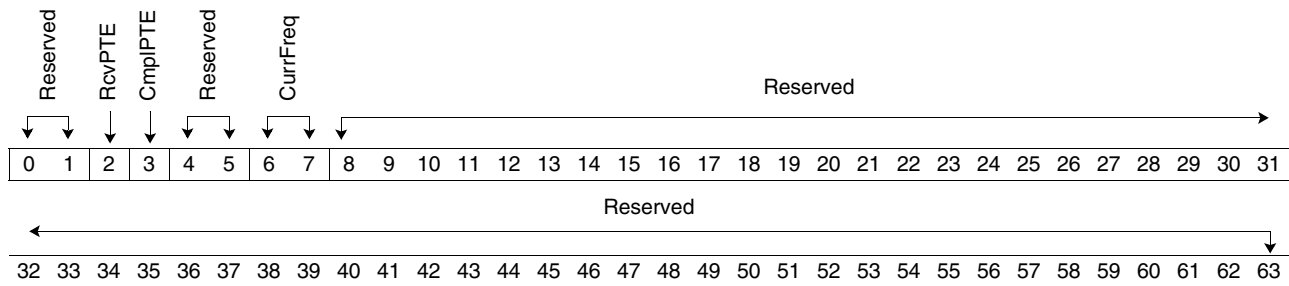 Reserved
RcvPTE
CmplPTE
Reserved
CurrFreq
Reserved
0 1 2 3 4 5 6 7 8 9 10 11 12 13 14 15 16 17 18 19 20 21 22 23 24 25 26 27 28 29 30 31
Reserved
32 33 34 35 36 37 38 39 40 41 42 43 44 45 46 47 48 49 50 51 52 53 54 55 56 57 58 59 60 61 62 63